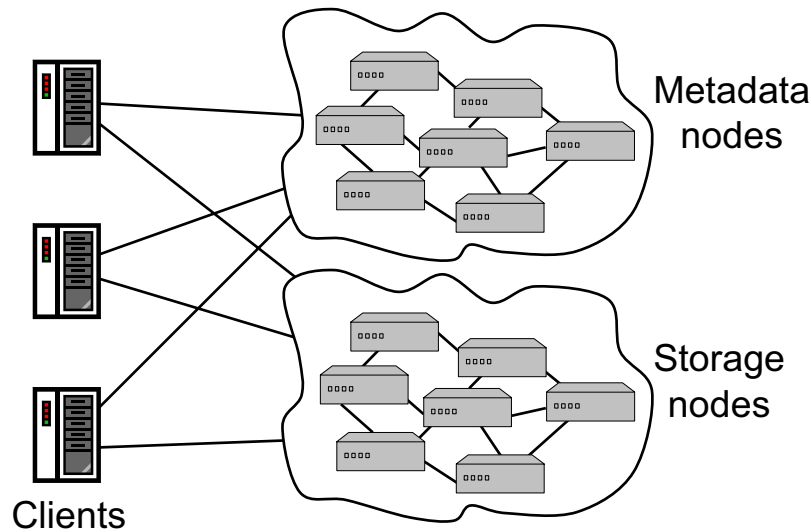 Metadata
nodes
Storage
nodes
Clients